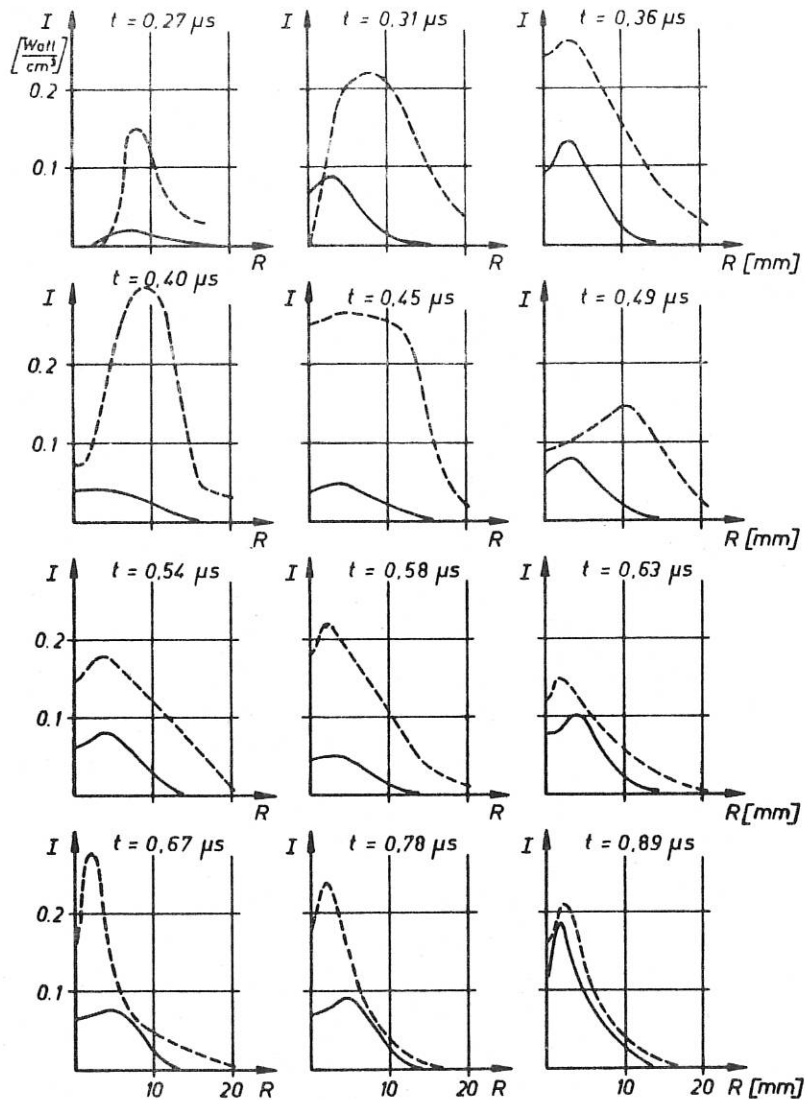 I t = 0,27 µs t = 0,31 µs I t = 0,36 µs
[Watt/cm³]
0.2
0.1
R R R [mm]
I t = 0,40 µs I t = 0,45 µs I t = 0,49 µs
0.2
0.1
R R R [mm]
I t = 0,54 µs I t = 0,58 µs I t = 0,63 µs
0.2
0.1
R R R [mm]
I t = 0,67 µs I t = 0,78 µs I t = 0,89 µs
0.2
0.1
10 20 R 10 20 R 10 20 R [mm]